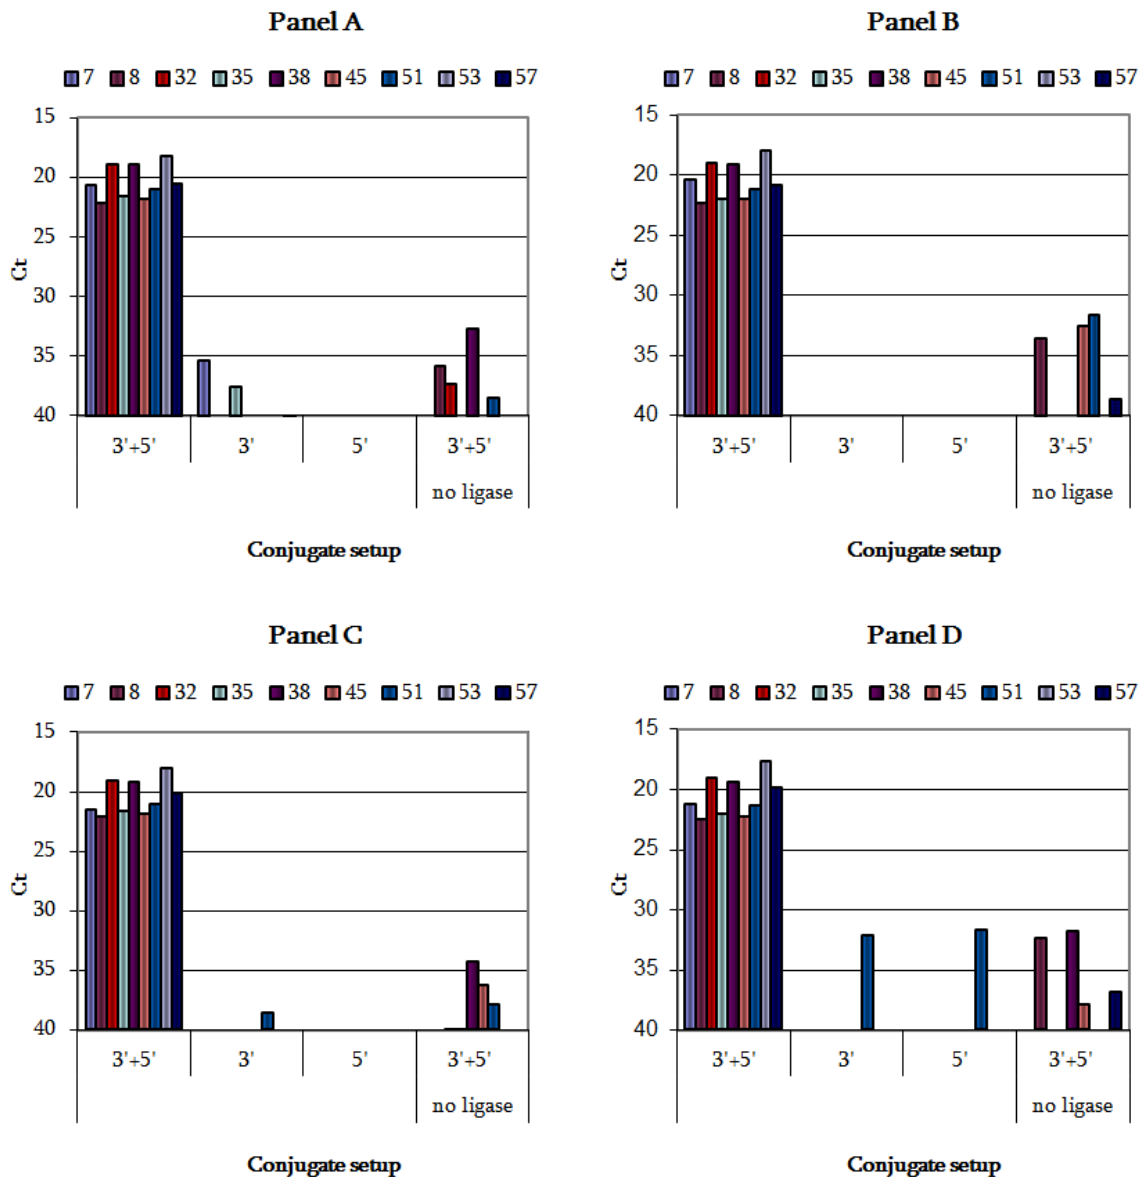 Panel A
7 8 32 35 38 45 51 53 57
15
20
25
30
35
40
Ct
3'+5' 3' 5' 3'+5'
no ligase
Conjugate setup
Panel B
7 8 32 35 38 45 51 53 57
15
20
25
30
35
40
Ct
3'+5' 3' 5' 3'+5'
no ligase
Conjugate setup
Panel C
7 8 32 35 38 45 51 53 57
15
20
25
30
35
40
Ct
3'+5' 3' 5' 3'+5'
no ligase
Conjugate setup
Panel D
7 8 32 35 38 45 51 53 57
15
20
25
30
35
40
Ct
3'+5' 3' 5' 3'+5'
no ligase
Conjugate setup